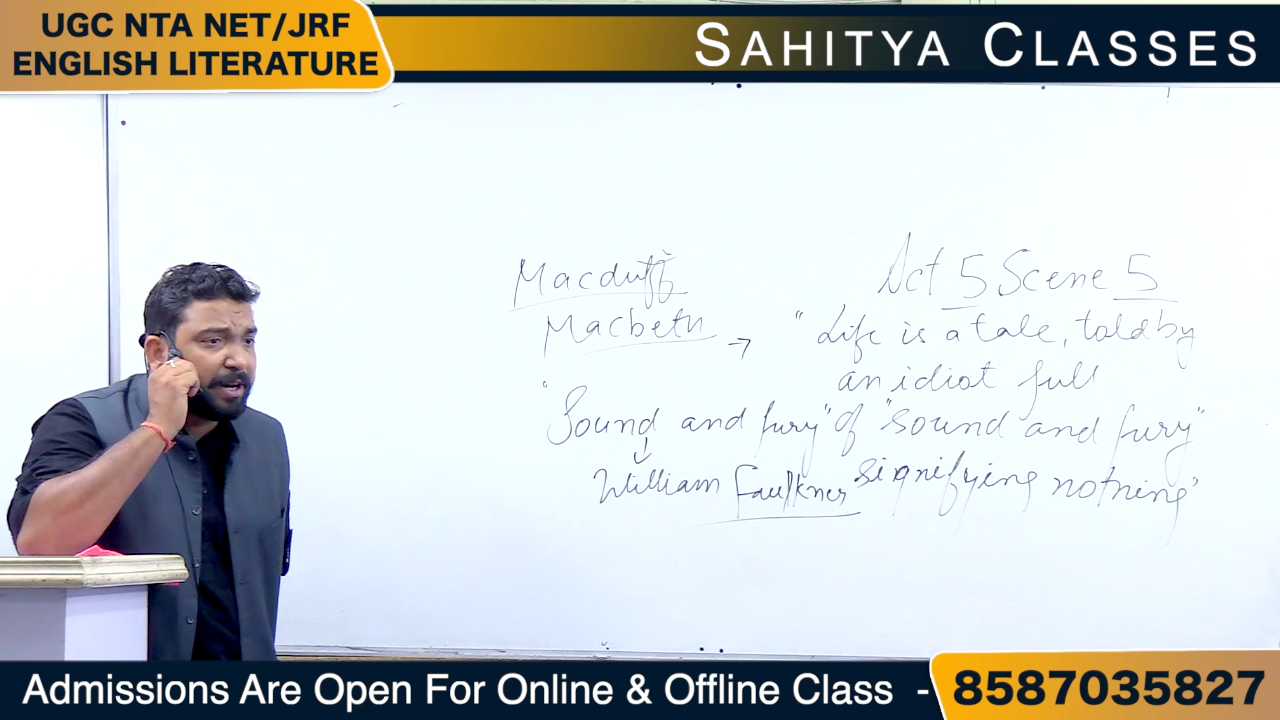 UGC NTA NET/JRF
ENGLISH LITERATURE
SAHITYA CLASSES
Macduff
Act 5 Scene 5
Macbeth → "Life is a tale, told by
an idiot full
"Sound and fury" of "sound and fury"
William Faulkner signifying nothing"
Admissions Are Open For Online & Offline Class - 8587035827